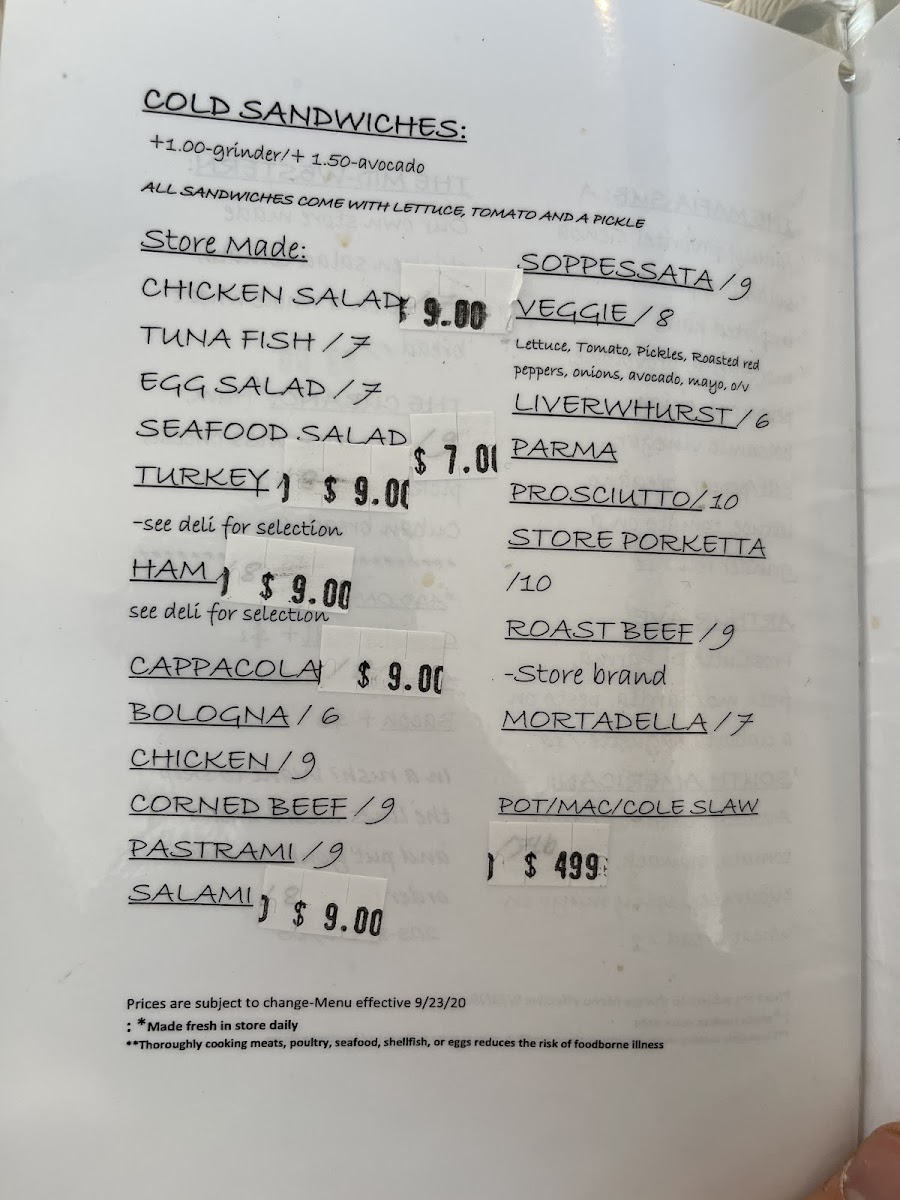 COLD SANDWICHES:
+1.00-grinder/+ 1.50-avocado
ALL SANDWICHES COME WITH LETTUCE, TOMATO AND A PICKLE
Store Made:
CHICKEN SALAD 9.00
TUNA FISH / 7
EGG SALAD / 7
SEAFOOD SALAD $ 7.00
TURKEY $ 9.00
-see deli for selection
HAM $ 9.00
see deli for selection
CAPPACOLA $ 9.00
BOLOGNA / 6
CHICKEN / 9
CORNED BEEF / 9
PASTRAMI / 9
SALAMI $ 9.00
SOPPESSATA / 9
VEGGIE / 8
Lettuce, Tomato, Pickles, Roasted red
peppers, onions, avocado, mayo, o/v
LIVERWHURST / 6
PARMA
PROSCIUTTO / 10
STORE PORKETTA
/10
ROAST BEEF / 9
-Store brand
MORTADELLA / 7
POT/MAC/COLE SLAW
$ 499
Prices are subject to change-Menu effective 9/23/20
: *Made fresh in store daily
**Thoroughly cooking meats, poultry, seafood, shellfish, or eggs reduces the risk of foodborne illness